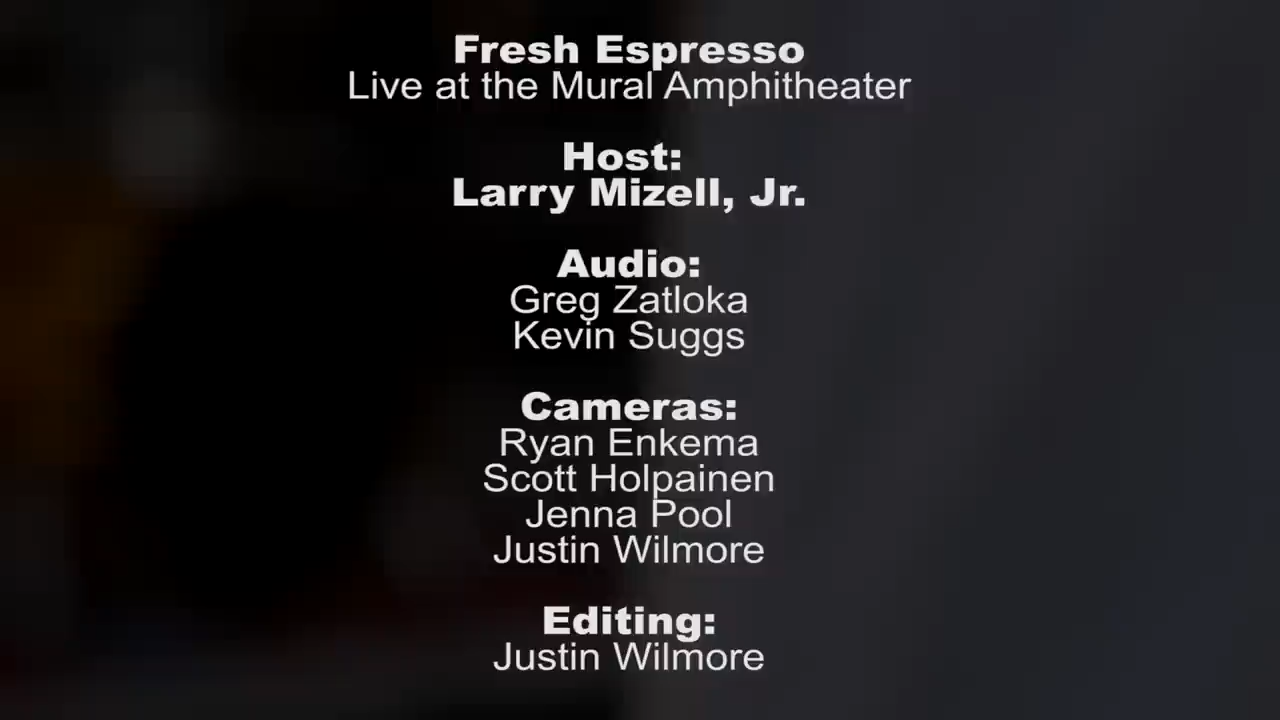 Fresh Espresso
Live at the Mural Amphitheater
Host:
Larry Mizell, Jr.
Audio:
Greg Zatloka
Kevin Suggs
Cameras:
Ryan Enkema
Scott Holpainen
Jenna Pool
Justin Wilmore
Editing:
Justin Wilmore